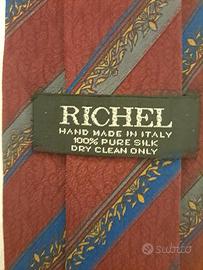 RICHEL
HAND MADE IN ITALY
100% PURE SILK
DRY CLEAN ONLY
subito